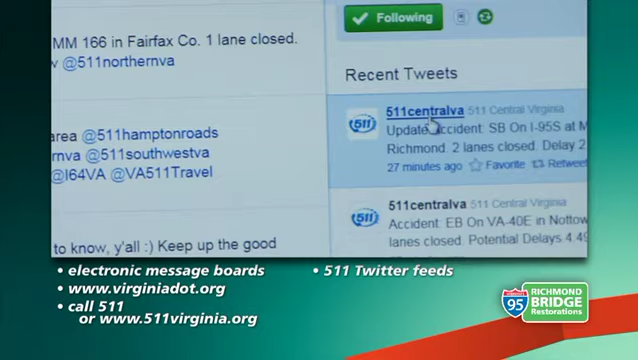 MM 166 in Fairfax Co. 1 lane closed.
@511northernva
area @511hamptonroads
rnva @511southwestva
@I64VA @VA511Travel
to know, y'all :) Keep up the good
Following
Recent Tweets
511centralva 511 Central Virginia
Update: Accident: SB On I-95S at M
Richmond. 2 lanes closed. Delay 2
27 minutes ago Favorite Retweet
511centralva 511 Central Virginia
Accident: EB On VA-40E in Nottow
lanes closed. Potential Delays 4:49
• electronic message boards
• www.virginiadot.org
• call 511
or www.511virginia.org
• 511 Twitter feeds
95
RICHMOND
BRIDGE
Restorations